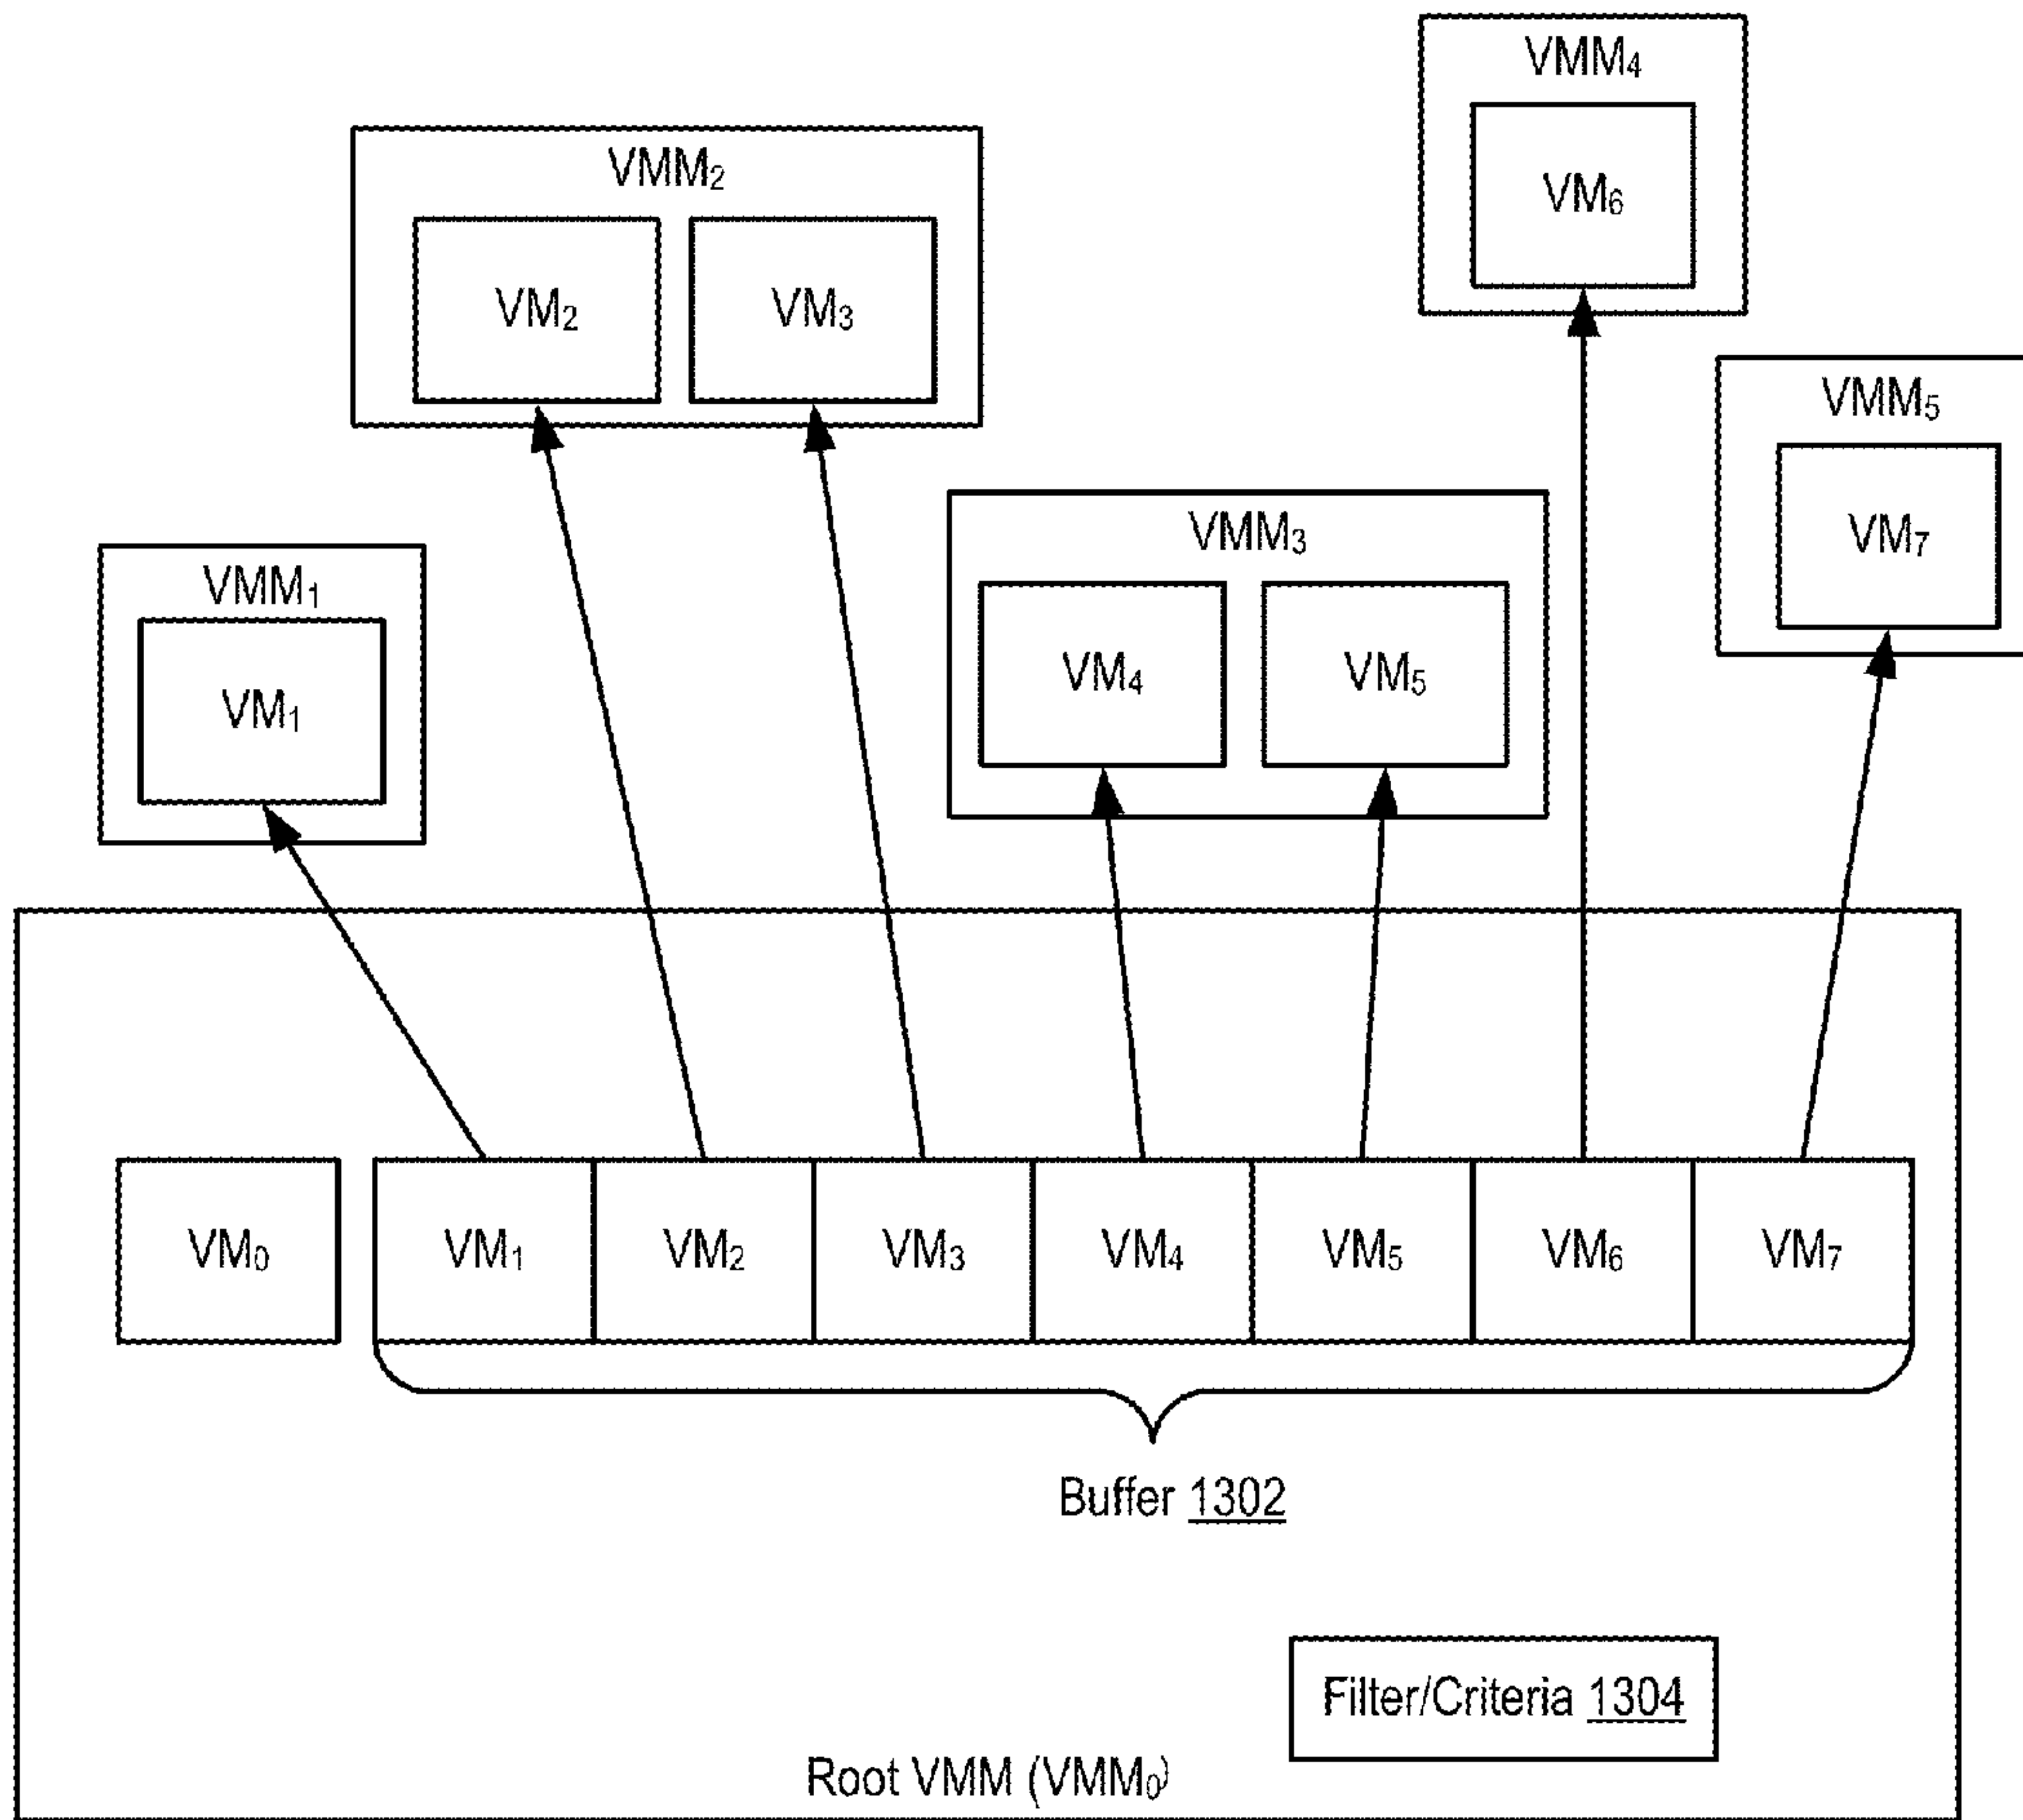 VMM₄
VM₆
VMM₂
VM₂ VM₃
VMM₅
VM₇
VMM₃
VM₄ VM₅
VMM₁
VM₁
VM₀ VM₁ VM₂ VM₃ VM₄ VM₅ VM₆ VM₇
Buffer 1302
Filter/Criteria 1304
Root VMM (VMM₀)